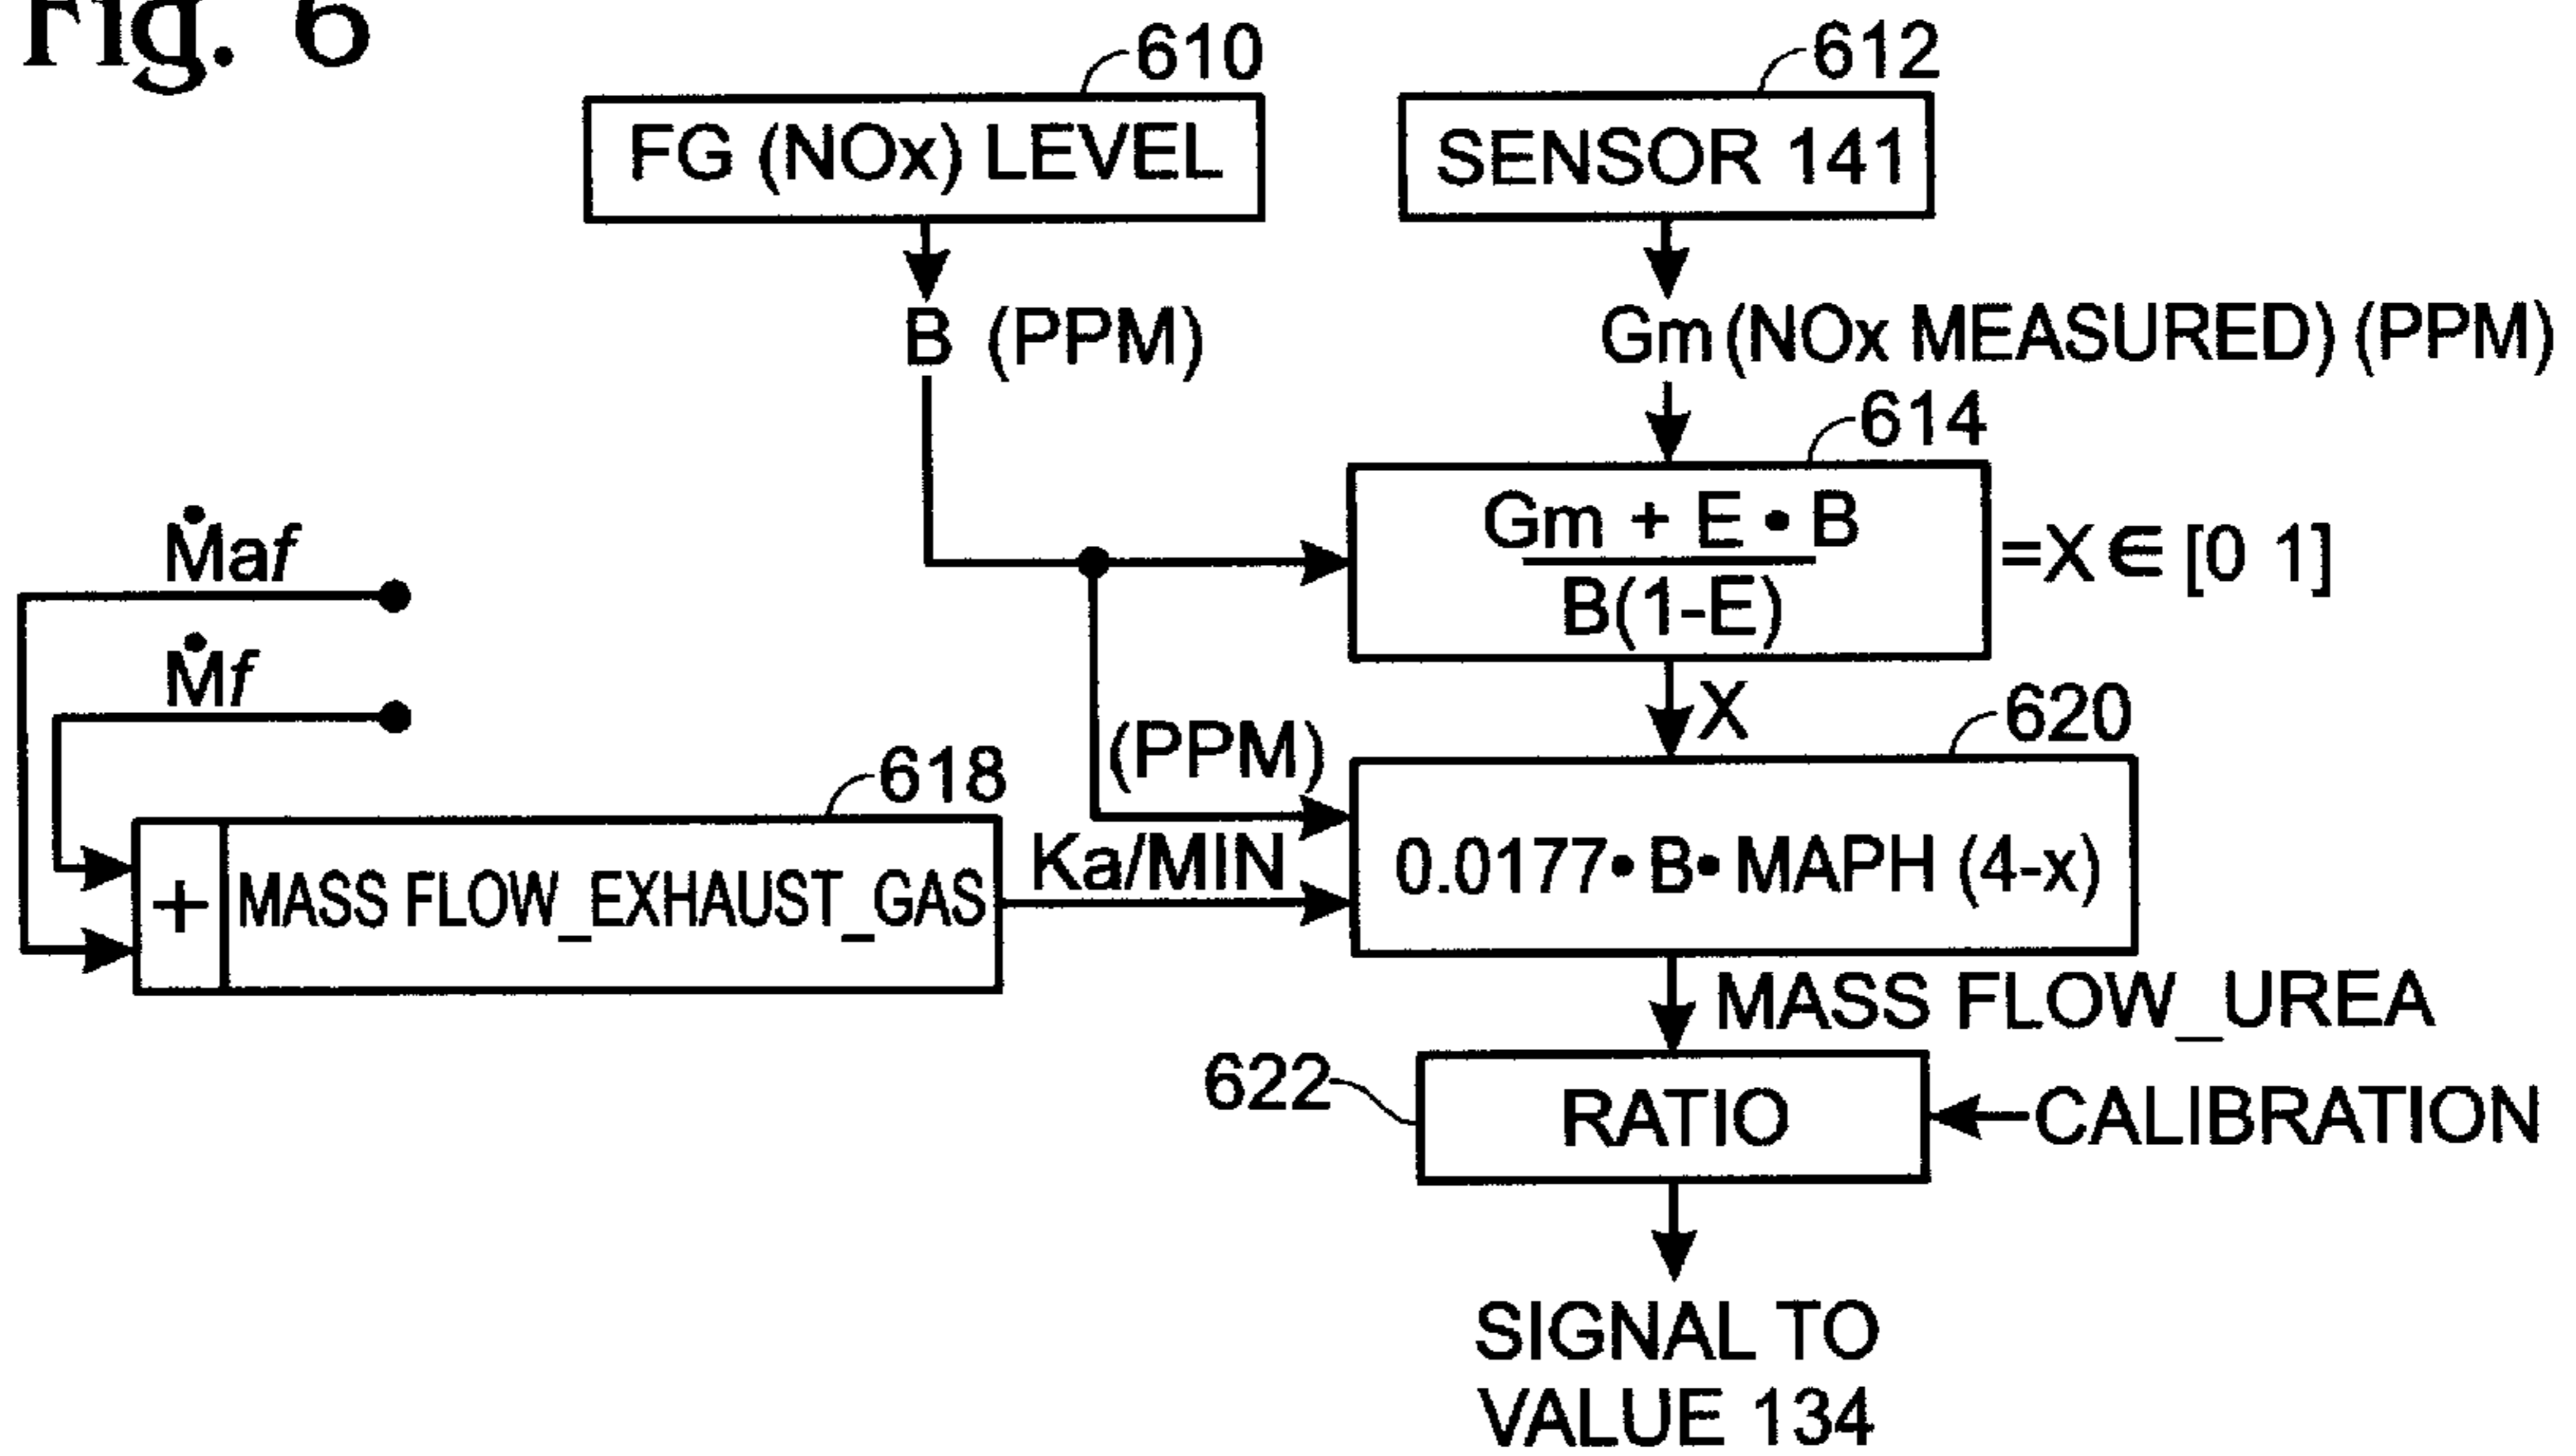 Fig. 6
610
612
FG (NOx) LEVEL
SENSOR 141
B (PPM)
Gm (NOx MEASURED) (PPM)
614
Gm + E • B
B(1-E)
=X ∈ [0 1]
Ṁaf
Ṁf
X
620
(PPM)
618
Ka/MIN
0.0177• B• MAPH (4-x)
+
MASS FLOW_EXHAUST_GAS
MASS FLOW_UREA
622
RATIO
CALIBRATION
SIGNAL TO
VALUE 134